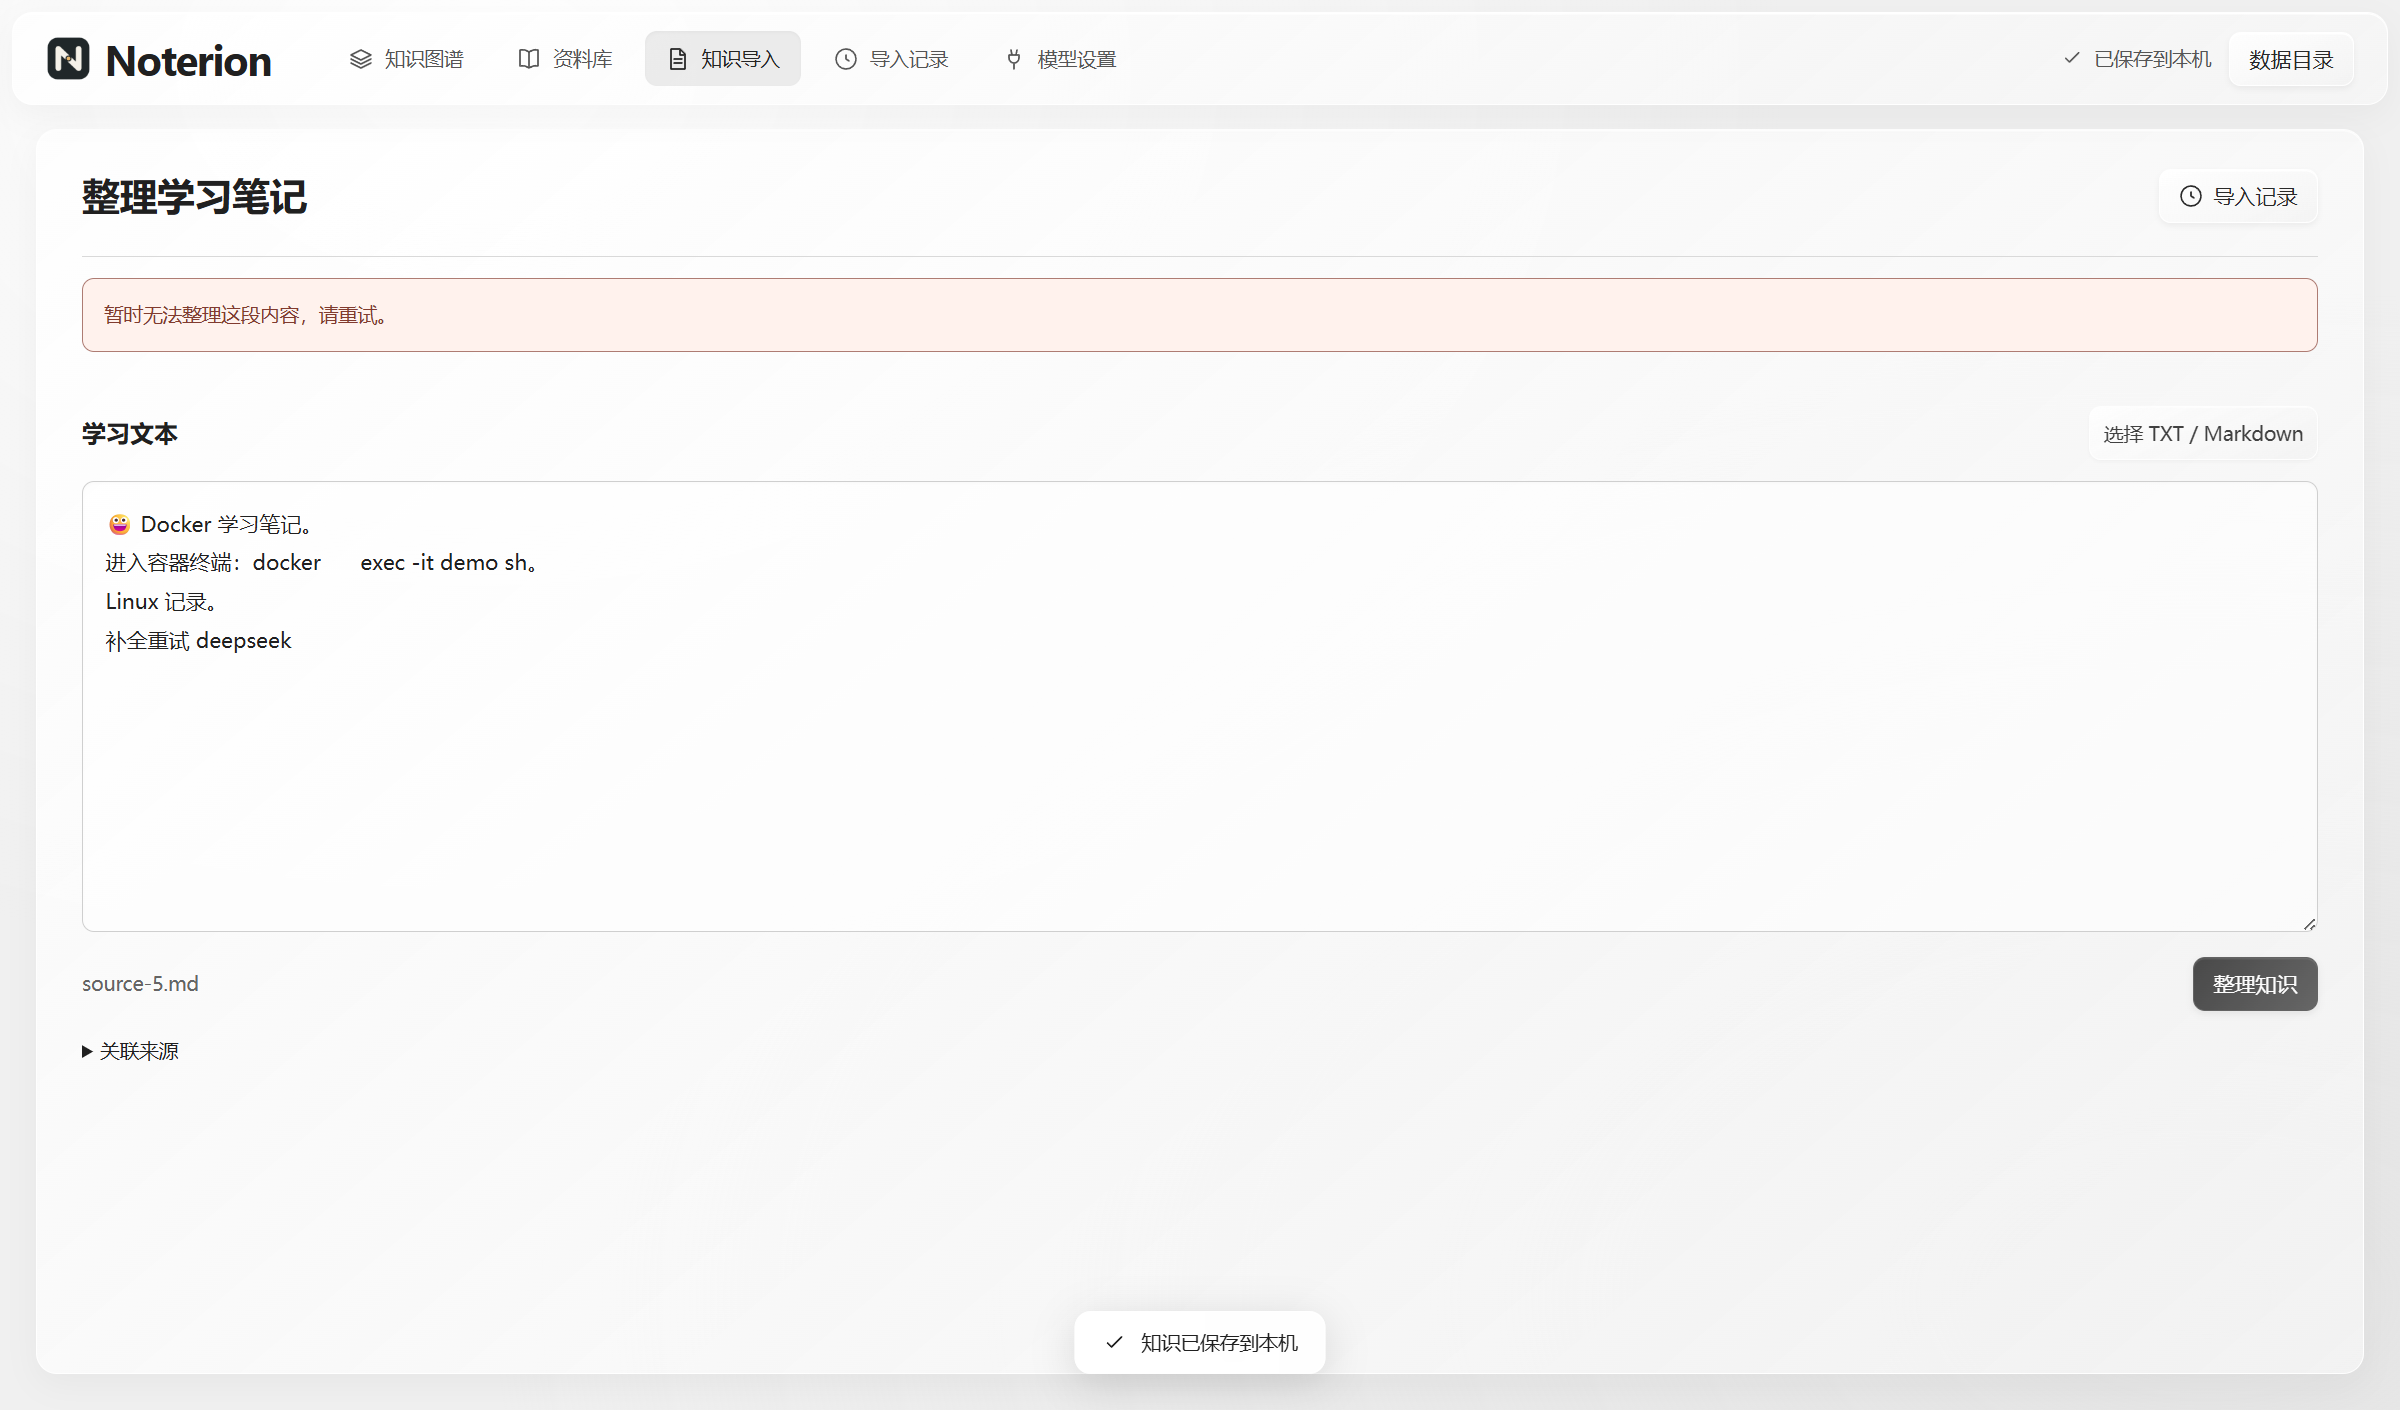 Noterion
知识图谱
资料库
知识导入
导入记录
模型设置
已保存到本机
数据目录
整理学习笔记
导入记录
暂时无法整理这段内容，请重试。
学习文本
选择 TXT / Markdown
😀 Docker 学习笔记。
进入容器终端：docker  exec -it demo sh。
Linux 记录。
补全重试 deepseek
source-5.md
整理知识
▶ 关联来源
知识已保存到本机